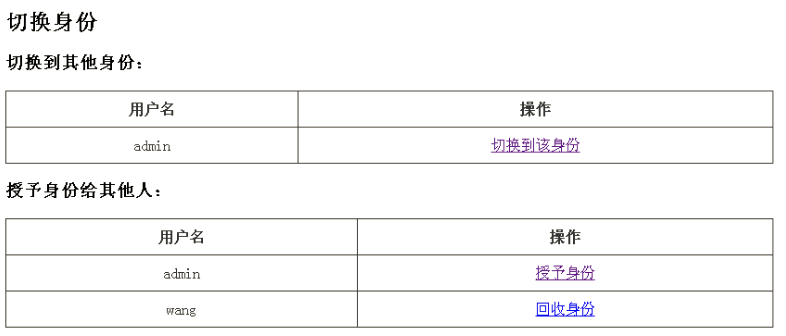 切换身份
切换到其他身份：
用户名 操作
admin 切换到该身份
授予身份给其他人：
用户名 操作
admin 授予身份
wang 回收身份